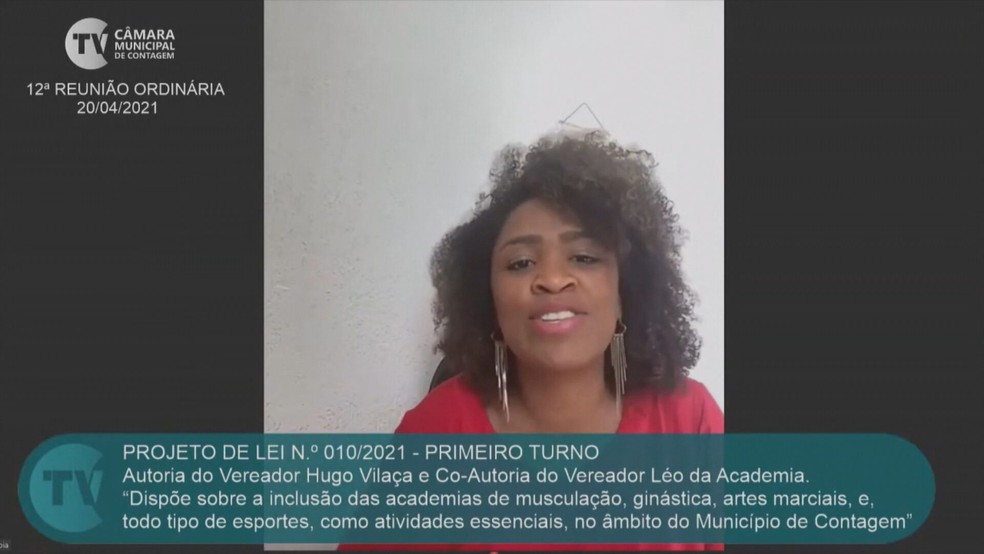 TV CÂMARA
MUNICIPAL
DE CONTAGEM
12ª REUNIÃO ORDINÁRIA
20/04/2021
TV
PROJETO DE LEI N.º 010/2021 - PRIMEIRO TURNO
Autoria do Vereador Hugo Vilaça e Co-Autoria do Vereador Léo da Academia.
“Dispõe sobre a inclusão das academias de musculação, ginástica, artes marciais, e,
todo tipo de esportes, como atividades essenciais, no âmbito do Município de Contagem”